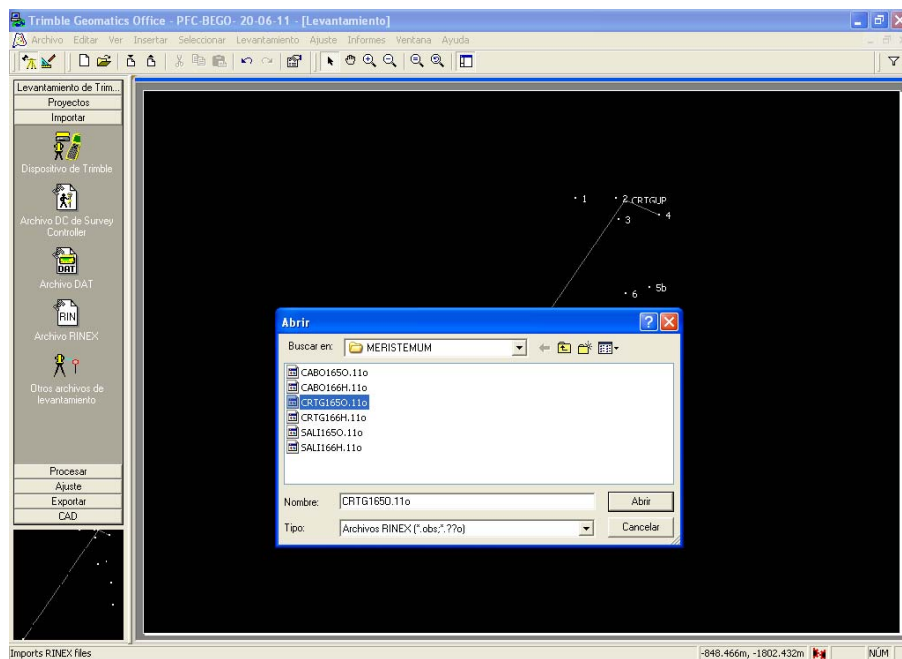 Trimble Geomatics Office - PFC-BEGO- 20-06-11 - [Levantamiento]
Archivo Editar Ver Insertar Seleccionar Levantamiento Ajuste Informes Ventana Ayuda
Levantamiento de Trim...
Proyectos
Importar
Dispositivo de Trimble
Archivo DC de Survey
Controller
DAT
Archivo DAT
RIN
Archivo RINEX
Otros archivos de
levantamiento
Procesar
Ajuste
Exportar
CAD
1
2 CRTGUP
3
4
5b
6
Abrir
Buscar en: MERISTEMUM
CABO165O.11o
CABO166H.11o
CRTG165O.11o
CRTG166H.11o
SALI165O.11o
SALI166H.11o
Nombre: CRTG165O.11o Abrir
Tipo: Archivos RINEX (*.obs;*.??o) Cancelar
Imports RINEX files -848.466m, -1802.432m NÚM